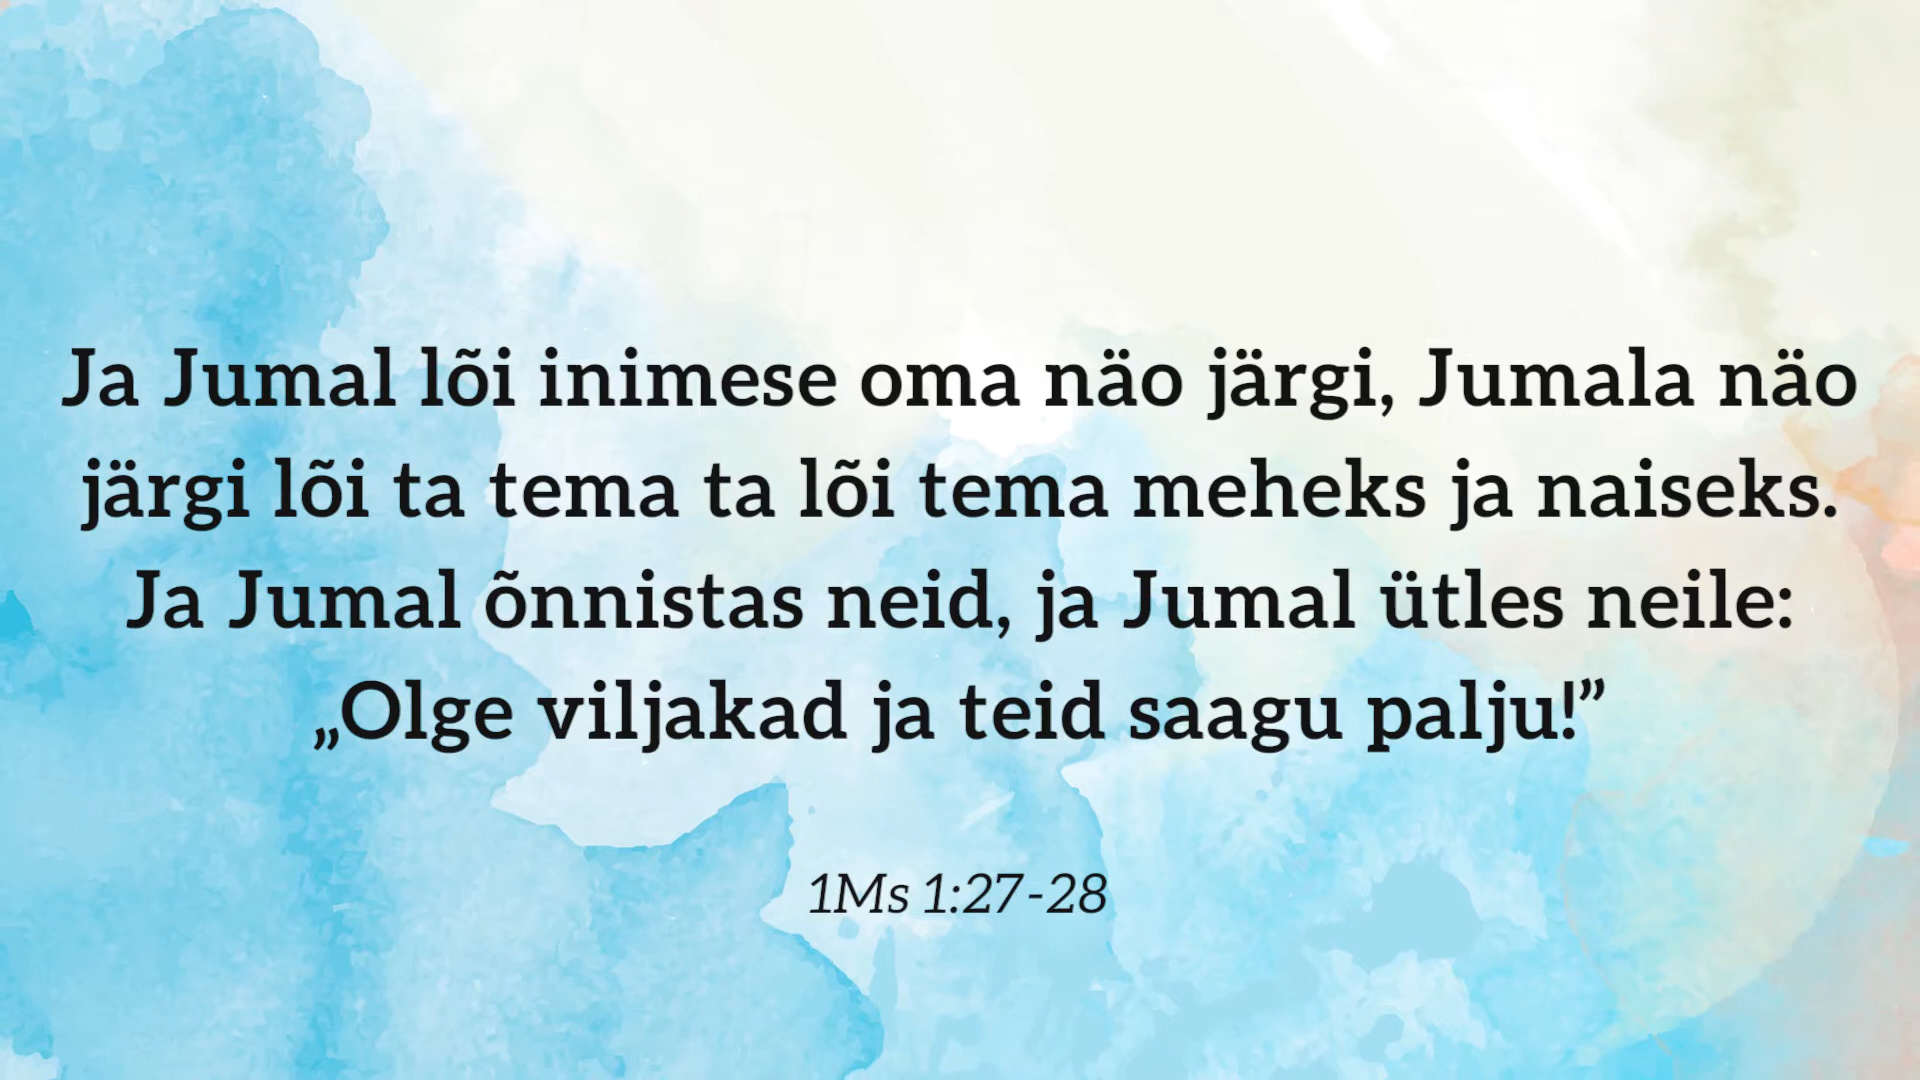 Ja Jumal lõi inimese oma näo järgi, Jumala näo
järgi lõi ta tema ta lõi tema meheks ja naiseks.
Ja Jumal õnnistas neid, ja Jumal ütles neile:
„Olge viljakad ja teid saagu palju!”
1Ms 1:27-28